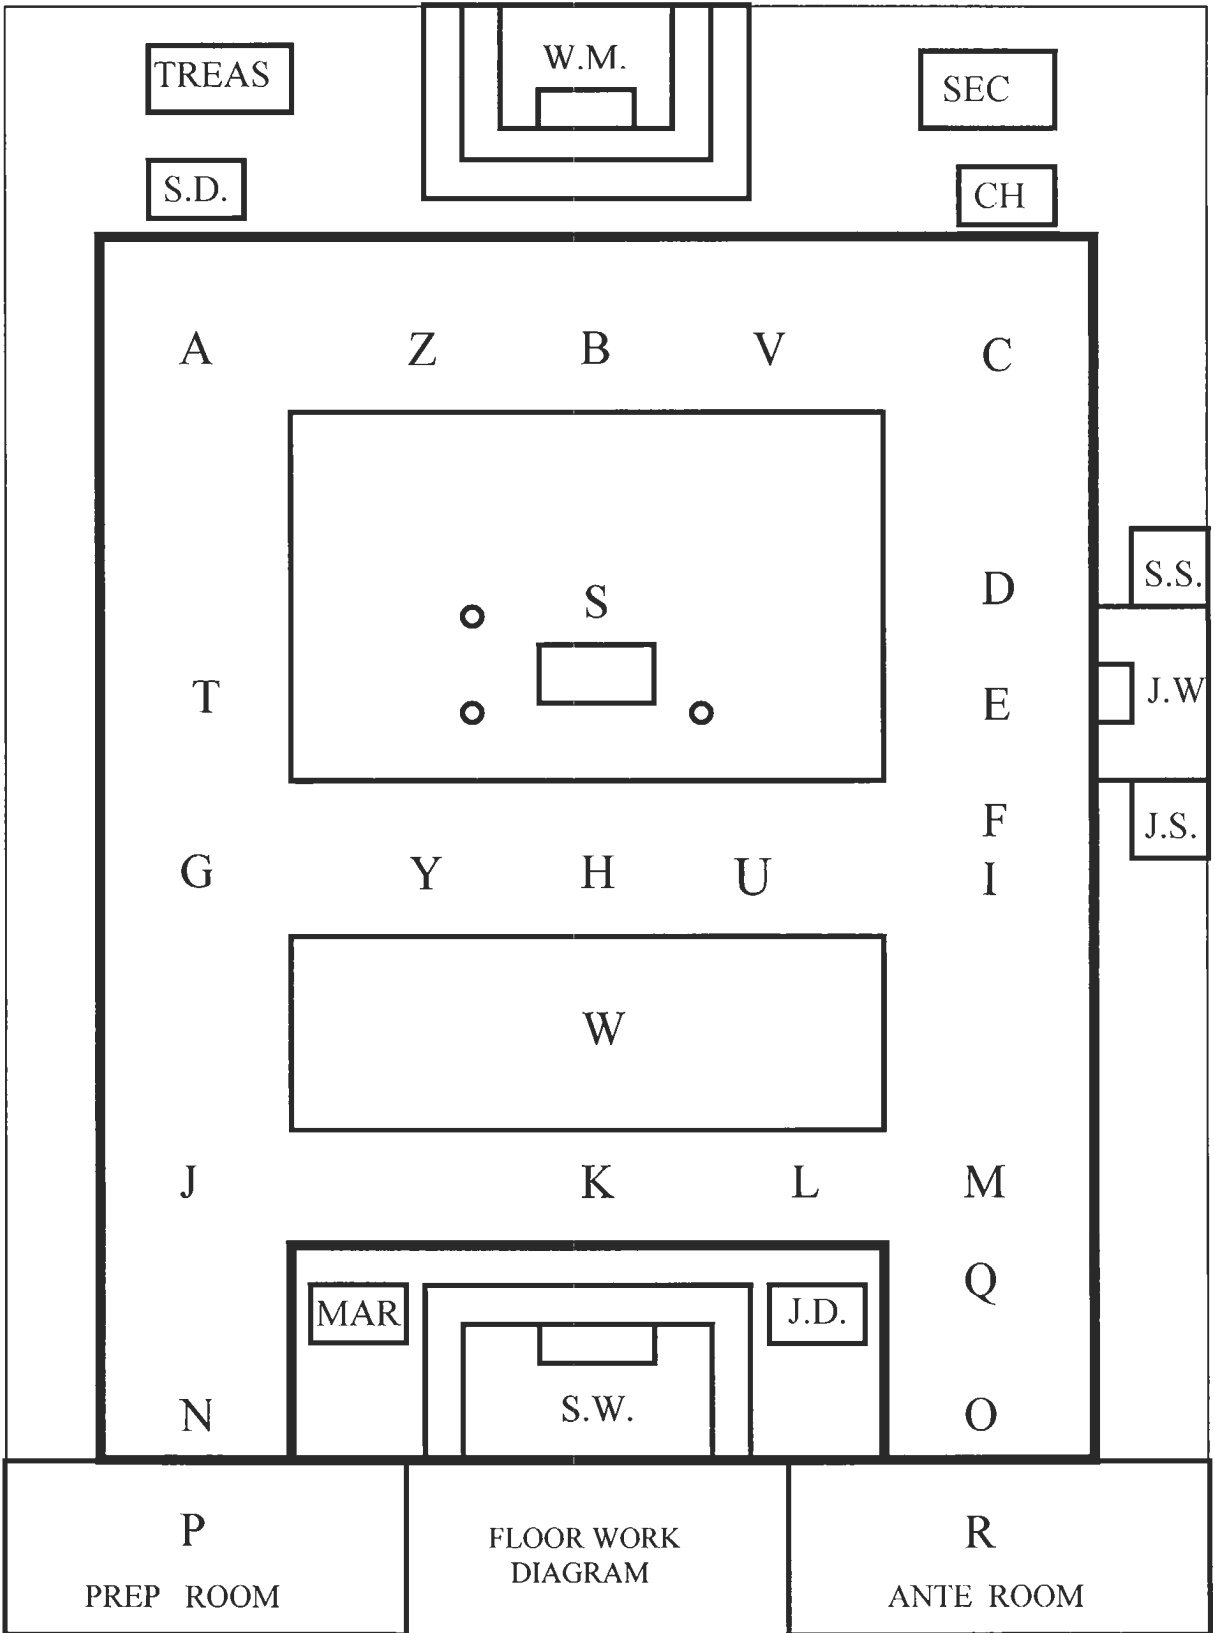 W.M.
TREAS
SEC
S.D.
CH
A Z B V C
S.S.
D
S
J.W
T
E
F
J.S.
G Y H U I
W
J K L M
Q
MAR
J.D.
S.W.
N
O
P
R
FLOOR WORK
DIAGRAM
PREP ROOM
ANTE ROOM